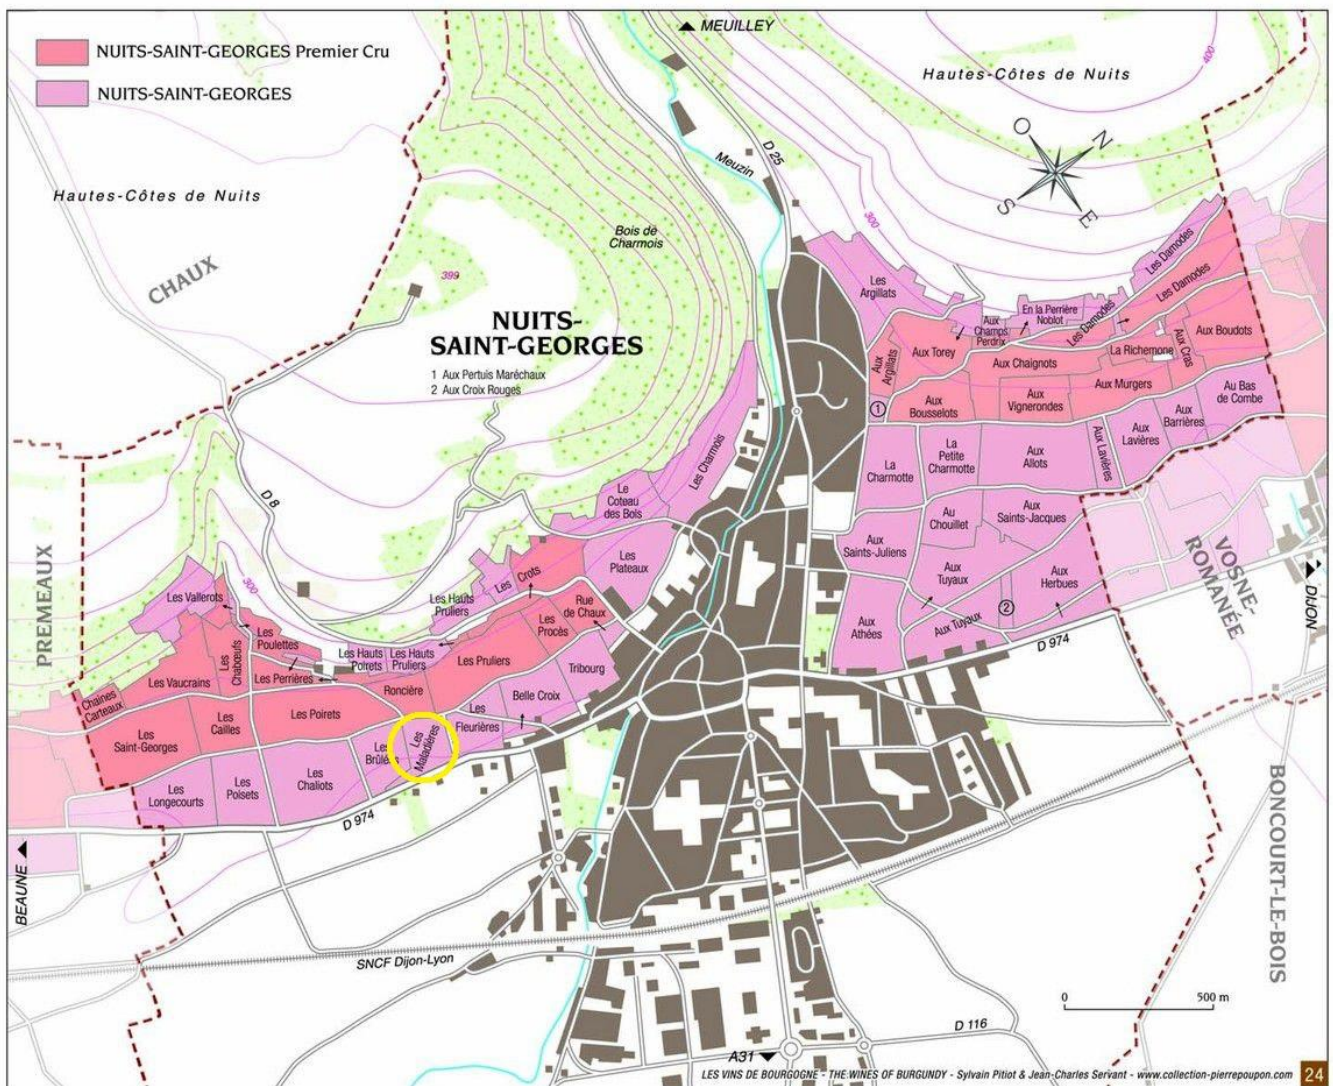 MEUILLEY
NUITS-SAINT-GEORGES Premier Cru
NUITS-SAINT-GEORGES
Hautes-Côtes de Nuits
400
O
N
S
E
D 25
Meuzin
Hautes-Côtes de Nuits
CHAUX
Bois de
Charmois
399
300
NUITS-
SAINT-GEORGES
1 Aux Pertuis Maréchaux
2 Aux Croix Rouges
Les
Argillats
Les Damodes
Les Damodes
Les Damodes
En la Perrière
Noblot
Aux
Champs
Perdrix
Aux Torey
Aux
Argillats
Aux Chaignots
La Richemone
Aux Cras
Aux Boudots
Aux Murgers
Aux
Vignerondes
Aux
Bousselots
1
Au Bas
de Combe
Aux
Barrières
Aux
Lavières
Aux Lavières
Aux
Allots
La
Petite
Charmotte
La
Charmotte
Au
Chouillet
Aux
Saints-Jacques
Aux
Saints-Juliens
Aux
Tuyaux
Aux
Herbues
2
Aux
Athées
Aux Tuyaux
D 974
VOSNE-
ROMANÉE
DIJON
Les Charmois
Le
Coteau
des Bois
Les
Plateaux
D 8
300
PREMEAUX
Les Vallerots
Les Hauts
Pruliers
Les Crots
Rue
de Chaux
Les
Procès
Les
Poulettes
Les
Chabœufs
Les Hauts
Poirets
Les Hauts
Pruliers
Les Pruliers
Tribourg
Les Perrières
Les Vaucrains
Chaines
Carteaux
Roncière
Belle Croix
Les Poirets
Les
Cailles
Les
Saint-Georges
Les
Fleurières
Les
Maladières
Les
Brûlées
Les
Chaliots
Les
Poisets
Les
Longecourts
D 974
BEAUNE
BONCOURT-LE-BOIS
SNCF Dijon-Lyon
0 500 m
D 116
A31
LES VINS DE BOURGOGNE - THE WINES OF BURGUNDY - Sylvain Pitiot & Jean-Charles Servant - www.collection-pierrepoupon.com
24